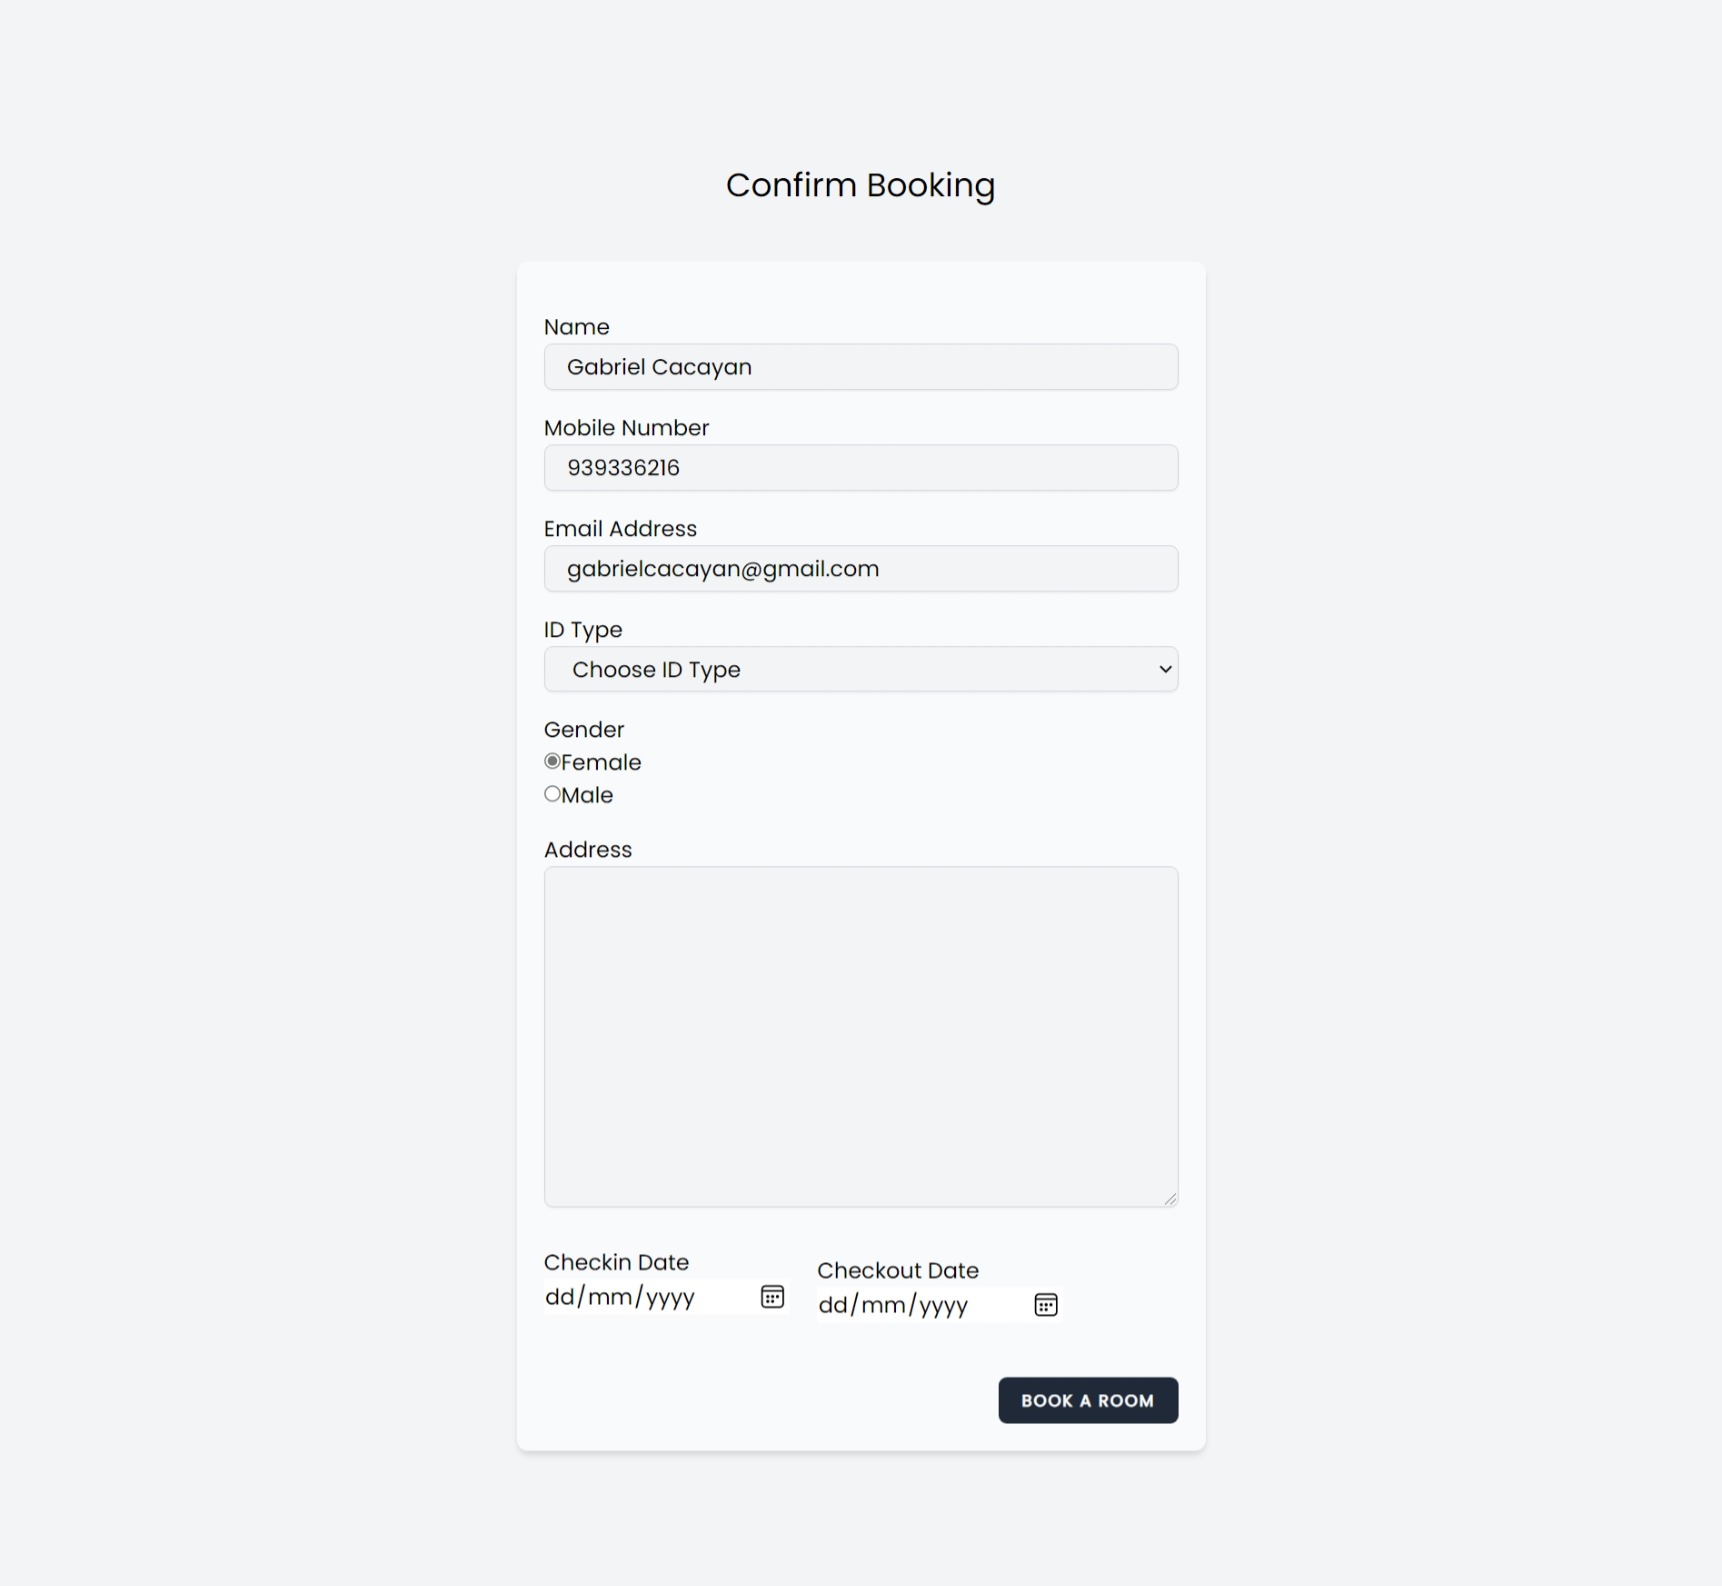 Confirm Booking
Name
Gabriel Cacayan
Mobile Number
939336216
Email Address
gabrielcacayan@gmail.com
ID Type
Choose ID Type
Gender
Female
Male
Address
Checkin Date
Checkout Date
dd/mm/yyyy
dd/mm/yyyy
BOOK A ROOM